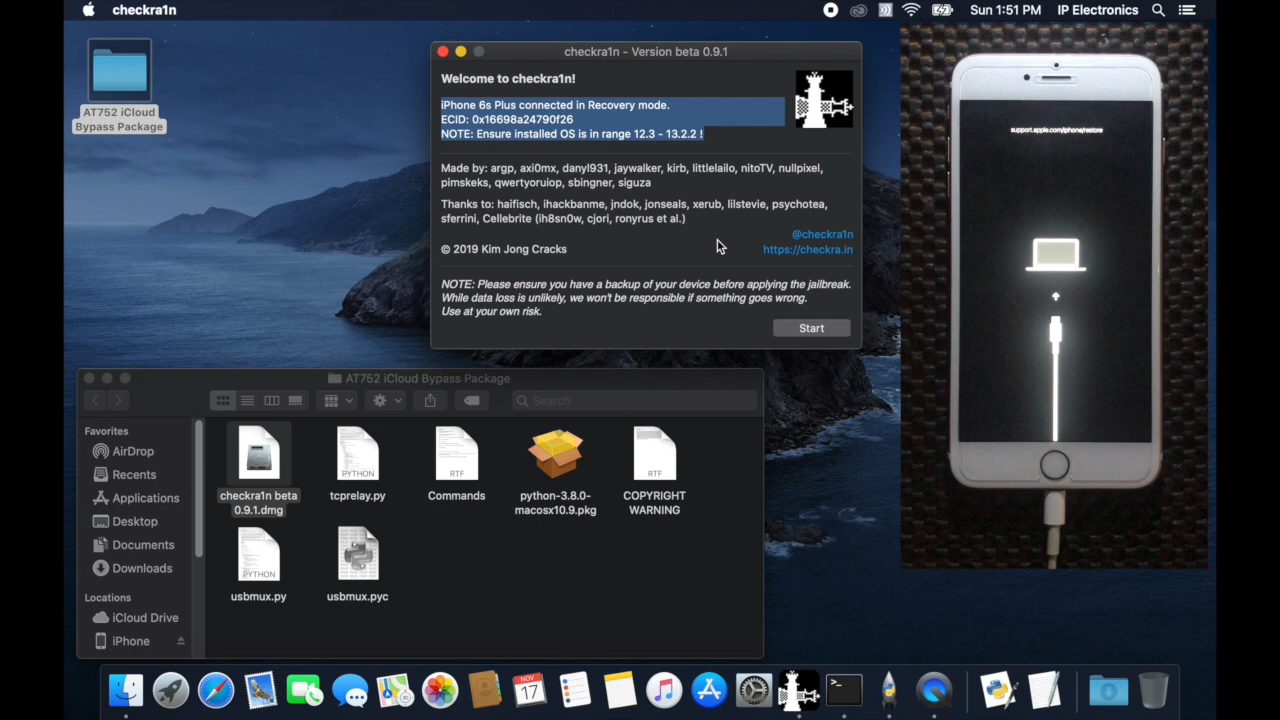 checkra1n
Sun 1:51 PM
IP Electronics
AT752 iCloud
Bypass Package
checkra1n - Version beta 0.9.1
Welcome to checkra1n!
iPhone 6s Plus connected in Recovery mode.
ECID: 0x16698a24790f26
NOTE: Ensure installed OS is in range 12.3 - 13.2.2 !
Made by: argp, axi0mx, danyl931, jaywalker, kirb, littlelailo, nitoTV, nullpixel,
pimskeks, qwertyoruiop, sbingner, siguza
Thanks to: haifisch, ihackbanme, jndok, jonseals, xerub, lilstevie, psychotea,
sferrini, Cellebrite (ih8sn0w, cjori, ronyrus et al.)
@checkra1n
© 2019 Kim Jong Cracks
https://checkra.in
NOTE: Please ensure you have a backup of your device before applying the jailbreak.
While data loss is unlikely, we won't be responsible if something goes wrong.
Use at your own risk.
Start
support.apple.com/iphone/restore
AT752 iCloud Bypass Package
Search
Favorites
AirDrop
Recents
Applications
Desktop
Documents
Downloads
Locations
iCloud Drive
iPhone
PYTHON
RTF
RTF
checkra1n beta
0.9.1.dmg
tcprelay.py
Commands
python-3.8.0-
macosx10.9.pkg
COPYRIGHT
WARNING
PYTHON
usbmux.py
usbmux.pyc
NOV
17